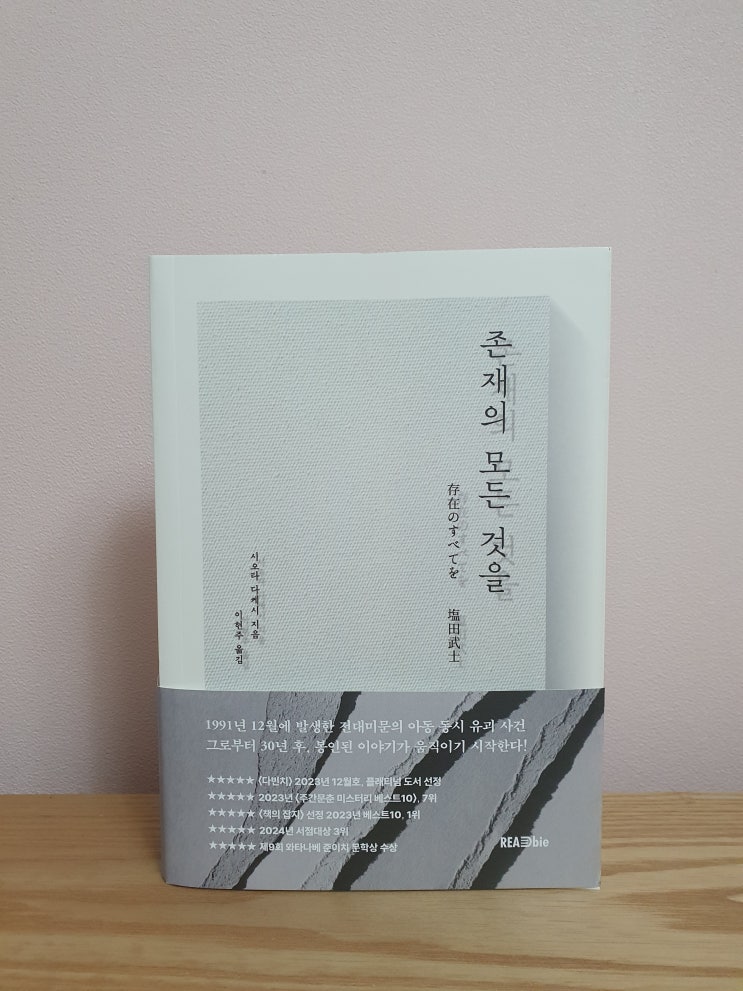 존재의 모든 것을
存在のすべてを 塩田武士
시오타 다케시 지음
이현주 옮김
1991년 12월에 발생한 전대미문의 아동 동시 유괴 사건
그로부터 30년 후, 봉인된 이야기가 움직이기 시작한다!
★★★★★ 〈다빈치〉 2023년 12월호, 플래티넘 도서 선정
★★★★★ 2023년 〈주간문춘 미스터리 베스트10〉, 7위
★★★★★ 〈책의 잡지〉 선정 2023년 베스트10, 1위
★★★★★ 2024년 서점대상 3위
★★★★★ 제9회 와타나베 준이치 문학상 수상
READbie